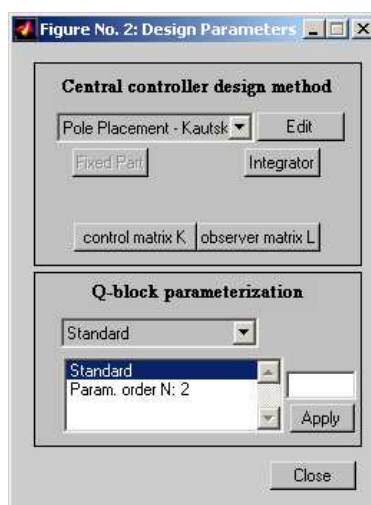 Figure No. 2: Design Parameters
Central controller design method
Pole Placement - Kautsk Edit
Fixed Part Integrator
control matrix K observer matrix L
Q-block parameterization
Standard
Standard
Param. order N: 2
Apply
Close